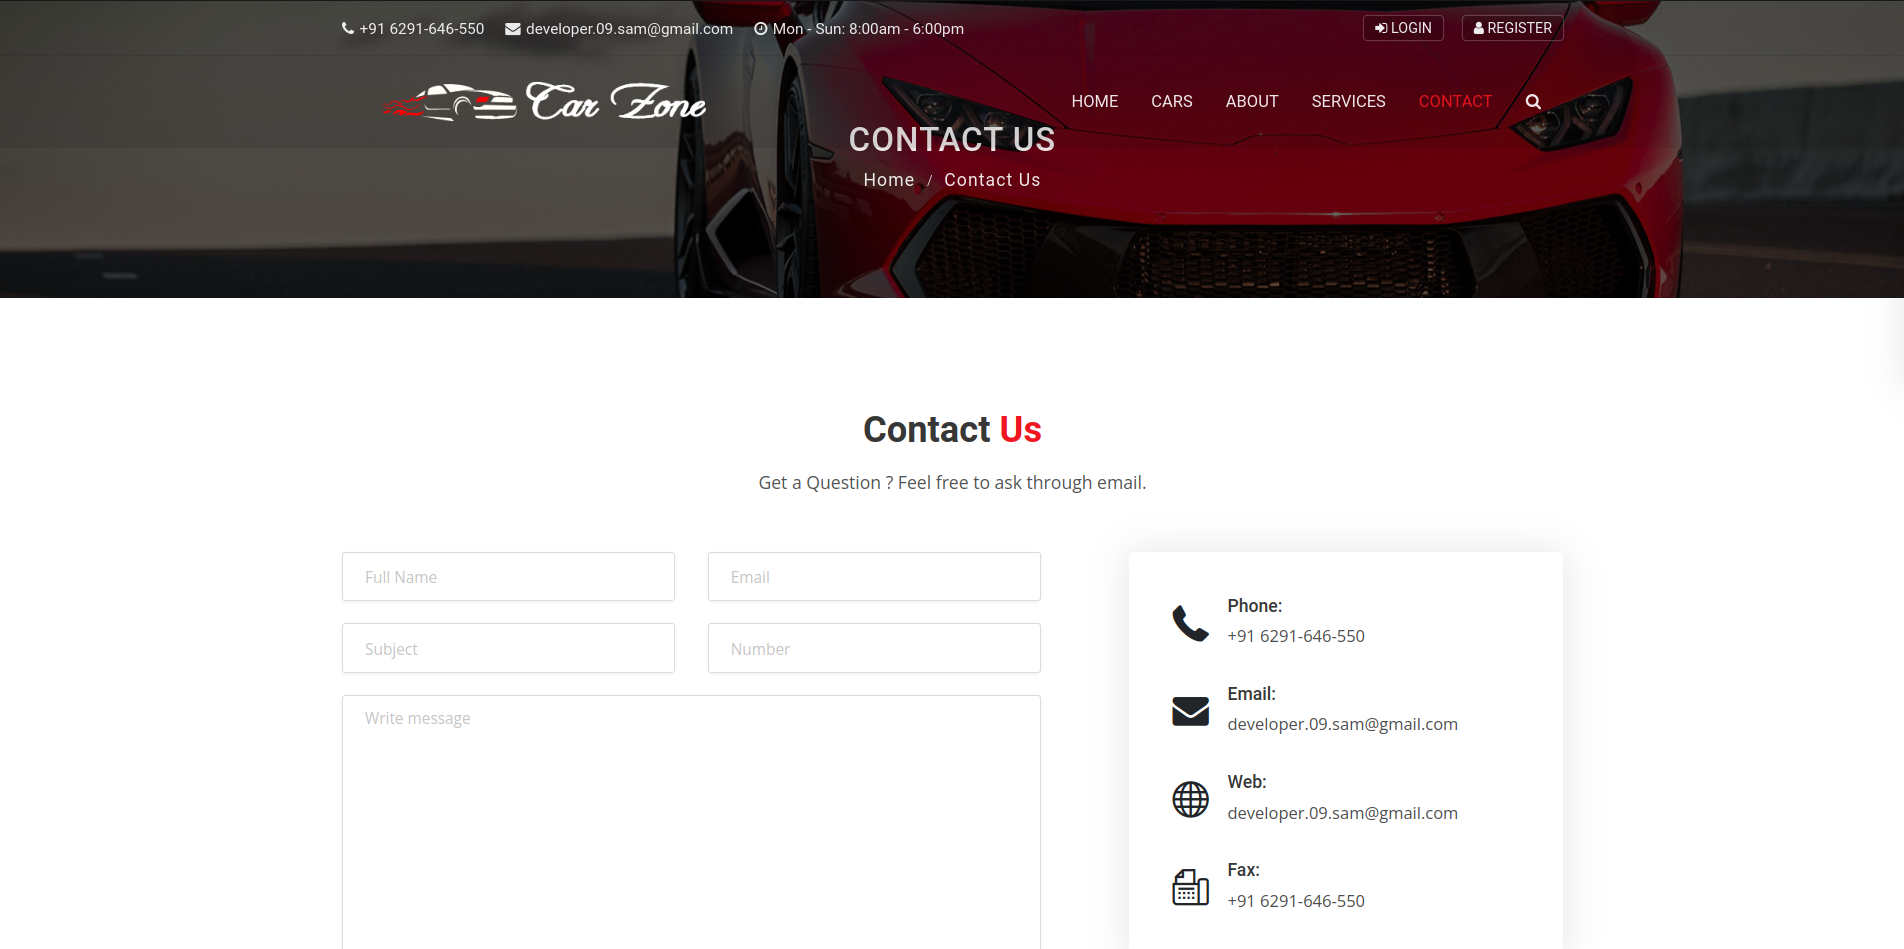 +91 6291-646-550 developer.09.sam@gmail.com Mon - Sun: 8:00am - 6:00pm LOGIN REGISTER
Car Zone HOME CARS ABOUT SERVICES CONTACT
CONTACT US
Home / Contact Us
Contact Us
Get a Question ? Feel free to ask through email.
Full Name Email
Subject Number
Write message
Phone:
+91 6291-646-550
Email:
developer.09.sam@gmail.com
Web:
developer.09.sam@gmail.com
Fax:
+91 6291-646-550